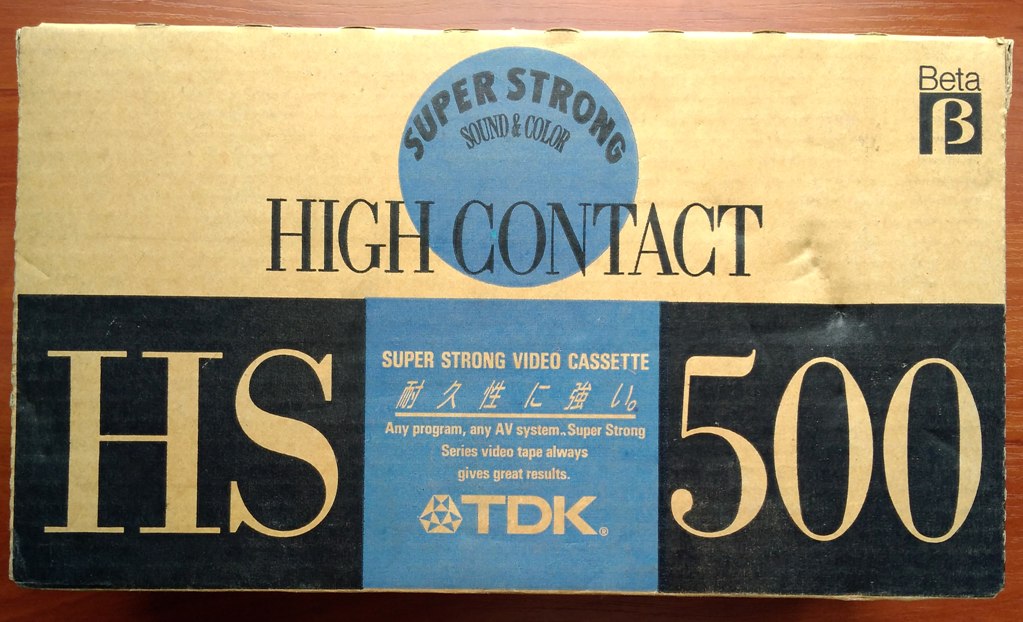 Beta
β
SUPER STRONG
SOUND & COLOR
HIGH CONTACT
HS
SUPER STRONG VIDEO CASSETTE
耐久性に強い。
Any program, any AV system., Super Strong
Series video tape always
gives great results.
TDK®
500